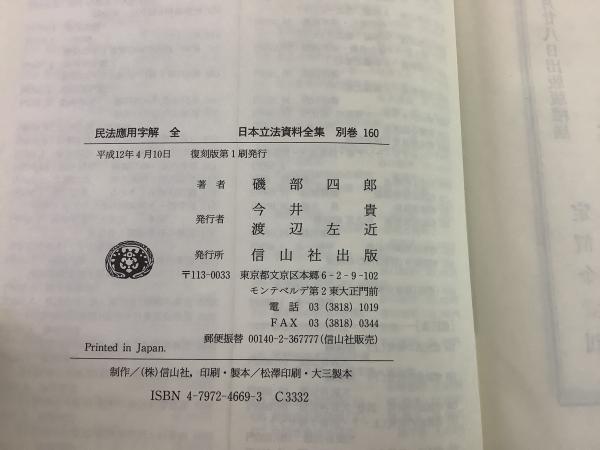 民法應用字解　全　　日本立法資料全集　別巻 160
平成12年4月10日　復刻版第1刷発行
著者　磯部四郎
発行者　今井　貴
渡辺左近
発行所　信山社出版
〒113-0033　東京都文京区本郷6-2-9-102
モンテベルデ第2東大正門前
電話　03 (3818) 1019
FAX　03 (3818) 0344
郵便振替 00140-2-367777(信山社販売)
Printed in Japan.
制作／(株)信山社，印刷・製本／松澤印刷・大三製本
ISBN 4-7972-4669-3　C3332